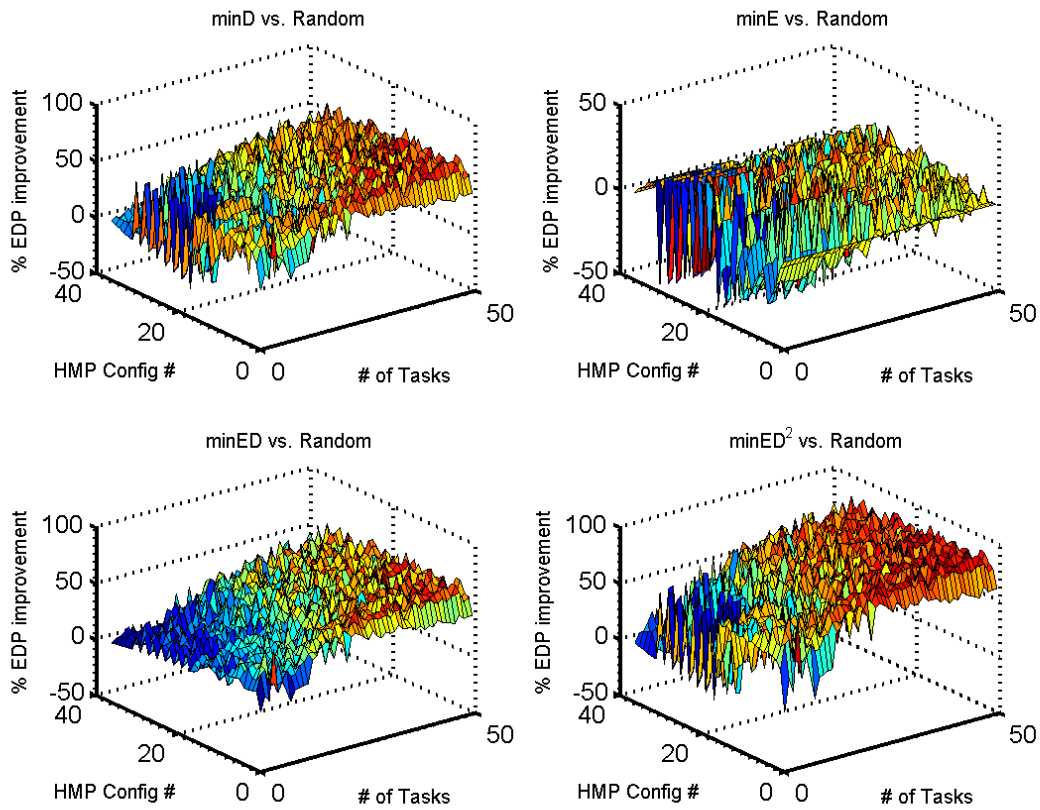 minD vs. Random
% EDP improvement
100
50
0
-50
40
20
0
HMP Config #
0
50
# of Tasks
minE vs. Random
% EDP improvement
50
0
-50
40
20
0
HMP Config #
0
50
# of Tasks
minED vs. Random
% EDP improvement
100
50
0
-50
40
20
0
HMP Config #
0
50
# of Tasks
minED² vs. Random
% EDP improvement
100
50
0
-50
40
20
0
HMP Config #
0
50
# of Tasks